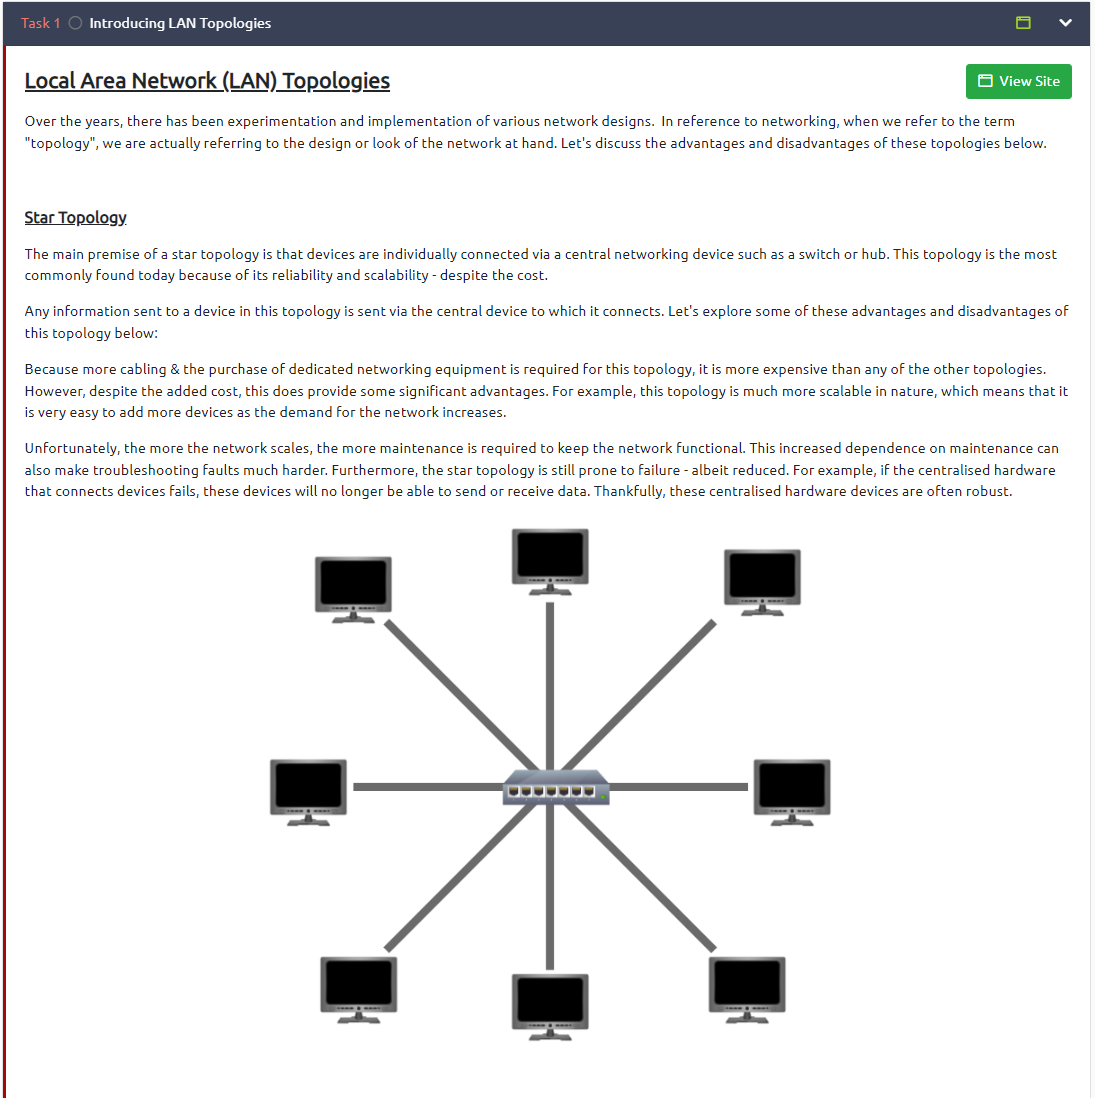 Task 1 Introducing LAN Topologies
Local Area Network (LAN) Topologies
View Site
Over the years, there has been experimentation and implementation of various network designs.  In reference to networking, when we refer to the term
"topology", we are actually referring to the design or look of the network at hand. Let's discuss the advantages and disadvantages of these topologies below.
Star Topology
The main premise of a star topology is that devices are individually connected via a central networking device such as a switch or hub. This topology is the most
commonly found today because of its reliability and scalability - despite the cost.
Any information sent to a device in this topology is sent via the central device to which it connects. Let's explore some of these advantages and disadvantages of
this topology below:
Because more cabling & the purchase of dedicated networking equipment is required for this topology, it is more expensive than any of the other topologies.
However, despite the added cost, this does provide some significant advantages. For example, this topology is much more scalable in nature, which means that it
is very easy to add more devices as the demand for the network increases.
Unfortunately, the more the network scales, the more maintenance is required to keep the network functional. This increased dependence on maintenance can
also make troubleshooting faults much harder. Furthermore, the star topology is still prone to failure - albeit reduced. For example, if the centralised hardware
that connects devices fails, these devices will no longer be able to send or receive data. Thankfully, these centralised hardware devices are often robust.